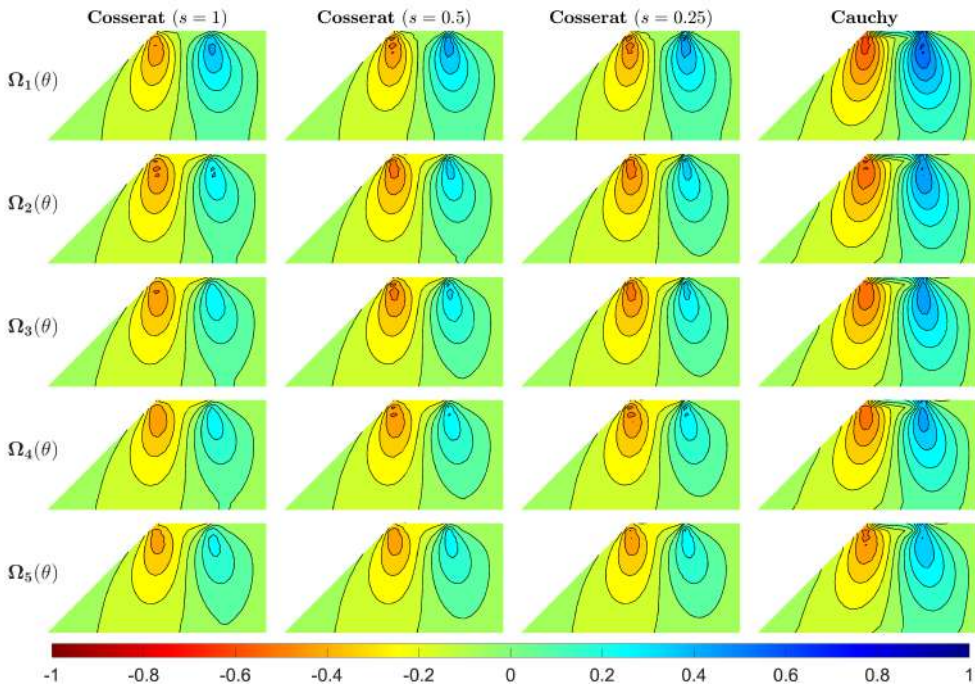 Cosserat (s = 1) Cosserat (s = 0.5) Cosserat (s = 0.25) Cauchy
Ω₁(θ)
Ω₂(θ)
Ω₃(θ)
Ω₄(θ)
Ω₅(θ)
-1 -0.8 -0.6 -0.4 -0.2 0 0.2 0.4 0.6 0.8 1